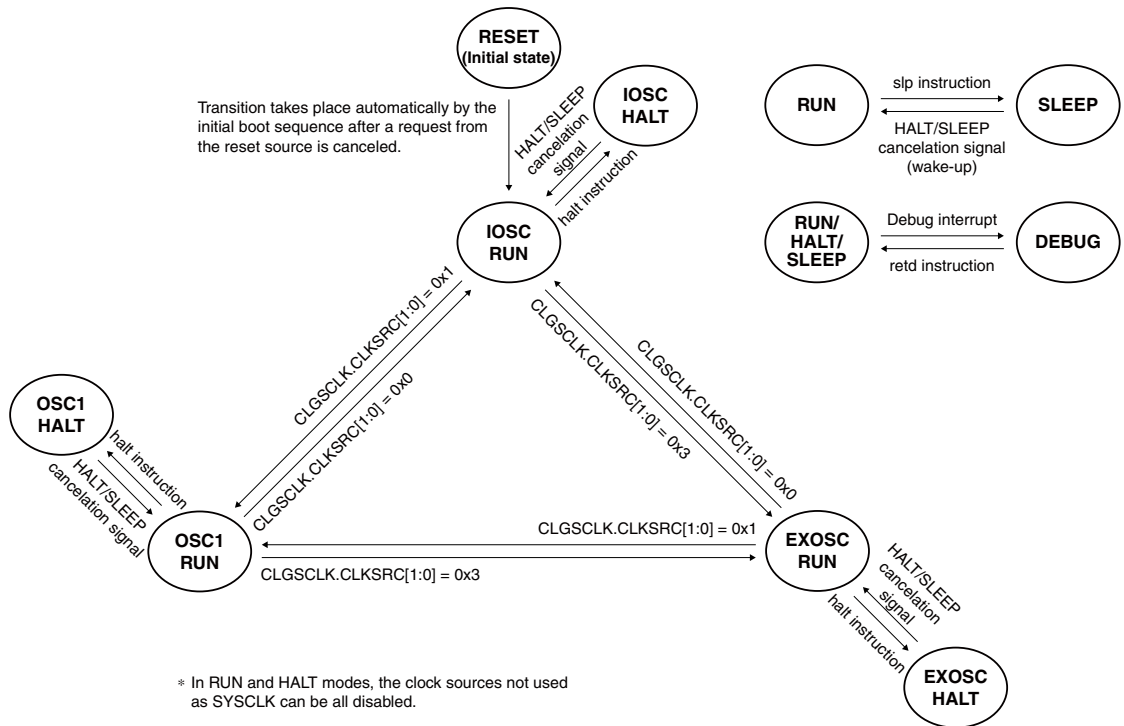 RESET
(Initial state)
Transition takes place automatically by the
initial boot sequence after a request from
the reset source is canceled.
HALT/SLEEP
cancelation
signal
halt instruction
IOSC
HALT
IOSC
RUN
RUN
slp instruction
HALT/SLEEP
cancelation signal
(wake-up)
SLEEP
RUN/
HALT/
SLEEP
Debug interrupt
retd instruction
DEBUG
CLGSCLK.CLKSRC[1:0] = 0x1
CLGSCLK.CLKSRC[1:0] = 0x0
CLGSCLK.CLKSRC[1:0] = 0x3
CLGSCLK.CLKSRC[1:0] = 0x0
OSC1
HALT
halt instruction
HALT/SLEEP
cancelation signal
OSC1
RUN
CLGSCLK.CLKSRC[1:0] = 0x1
CLGSCLK.CLKSRC[1:0] = 0x3
EXOSC
RUN
HALT/SLEEP
cancelation
signal
halt instruction
EXOSC
HALT
* In RUN and HALT modes, the clock sources not used
as SYSCLK can be all disabled.